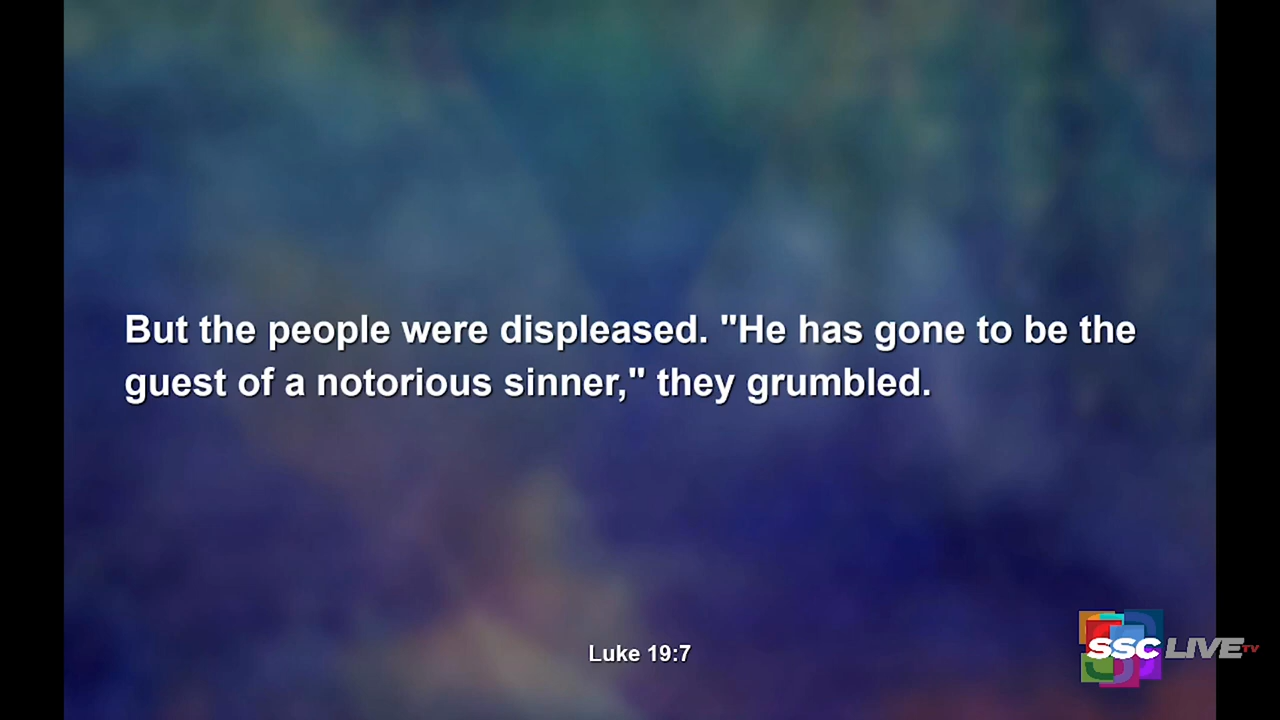 But the people were displeased. "He has gone to be the
guest of a notorious sinner," they grumbled.
Luke 19:7
SSC LIVE TV